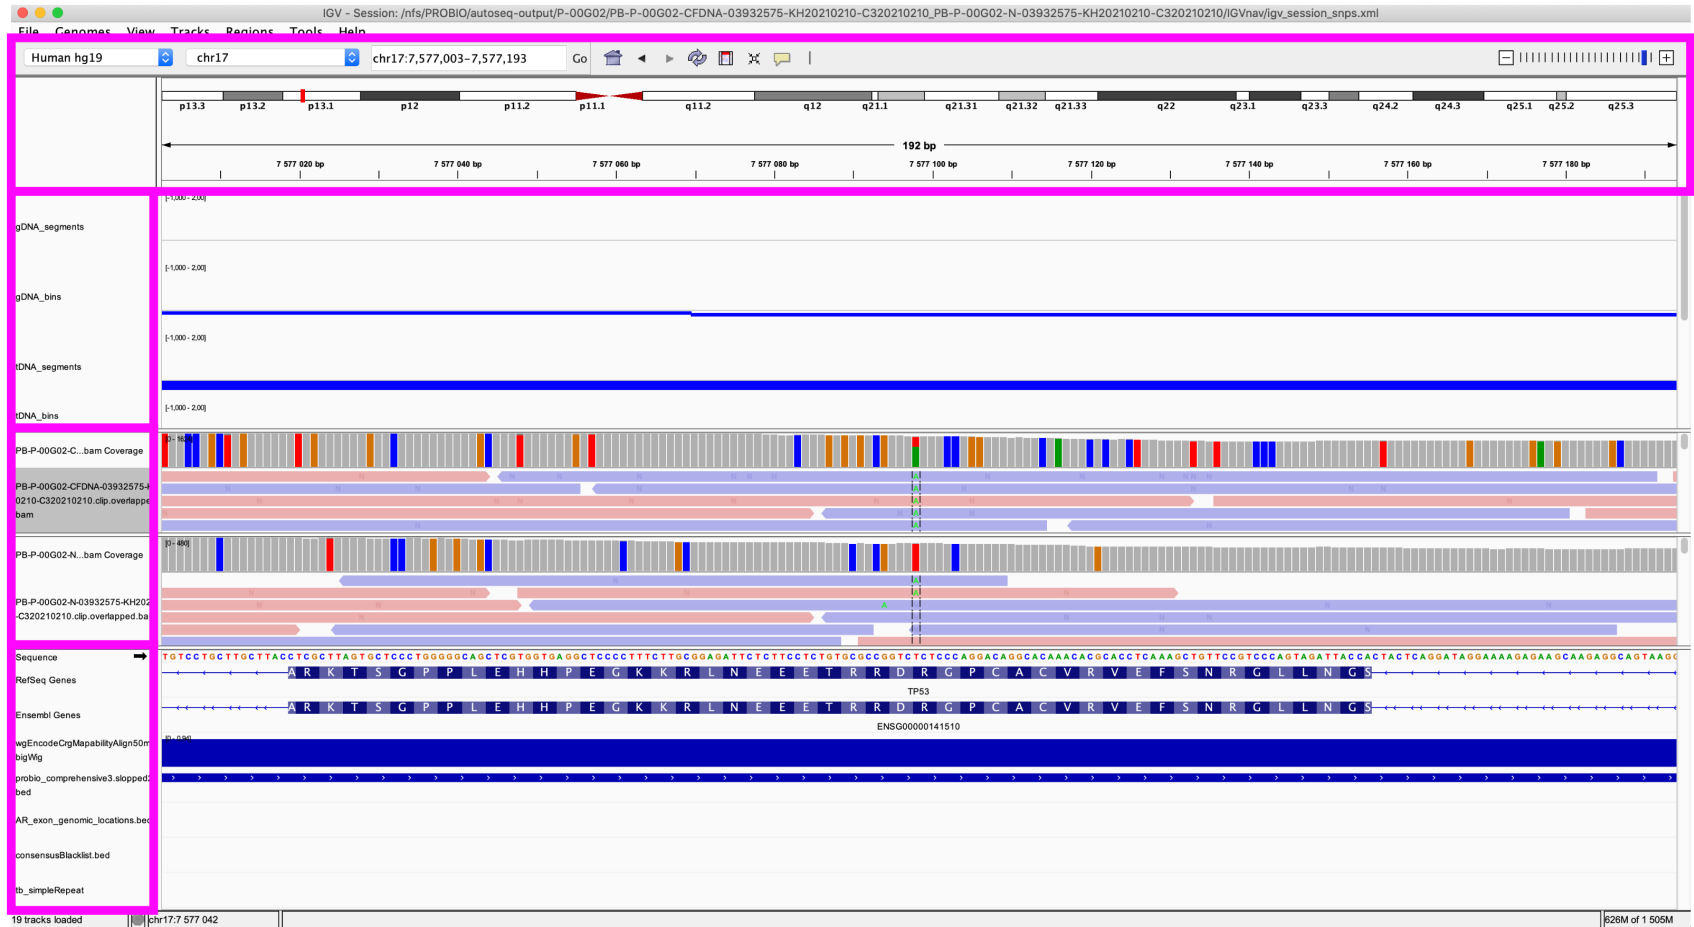 IGV - Session: /nfs/PROBIO/autoseq-output/P-00G02/PB-P-00G02-CFDNA-03932575-KH20210210-C320210210_PB-P-00G02-N-03932575-KH20210210-C320210210/IGVnav/igv_session_snps.xml
File Genomes View Tracks Regions Tools Help
Human hg19 chr17 chr17:7,577,003-7,577,193 Go
p13.3 p13.2 p13.1 p12 p11.2 p11.1 q11.2 q12 q21.1 q21.31 q21.32 q21.33 q22 q23.1 q23.3 q24.2 q24.3 q25.1 q25.2 q25.3
192 bp
7 577 020 bp 7 577 040 bp 7 577 060 bp 7 577 080 bp 7 577 100 bp 7 577 120 bp 7 577 140 bp 7 577 160 bp 7 577 180 bp
[-1,000 - 2,00]
gDNA_segments
[-1,000 - 2,00]
gDNA_bins
[-1,000 - 2,00]
tDNA_segments
[-1,000 - 2,00]
tDNA_bins
PB-P-00G02-C...bam Coverage
PB-P-00G02-CFDNA-03932575-K
0210-C320210210.clip.overlappe
bam
[0 - 480]
PB-P-00G02-N...bam Coverage
PB-P-00G02-N-03932575-KH202
-C320210210.clip.overlapped.ba
Sequence
TGTCCTGCTTGCTTACCTCGCTTAGTGCTCCCTGGGGGCAGCTCGTGGTGAGGCTCCCCTTTCTTGCGGAGATTCTCTTCCTCTGTGCGCCGGTCTCTCCCAGGACAGGCACAAACACGCACCTCAAAGCTGTTCCGTCCCAGTAGATTACCACTACTCAGGATAGGAAAAGAGAAGCAAGAGGCAGTAAGG
RefSeq Genes
A R K T S G P P L E H H P E G K K R L N E E E T R R D R G P C A C V R V E F S N R G L L N G S
TP53
Ensembl Genes
A R K T S G P P L E H H P E G K K R L N E E E T R R D R G P C A C V R V E F S N R G L L N G S
ENSG00000141510
wgEncodeCrgMapabilityAlign50m
bigWig
probio_comprehensive3.slopped2
bed
AR_exon_genomic_locations.bed
consensusBlacklist.bed
tb_simpleRepeat
19 tracks loaded chr17:7 577 042 626M of 1 505M